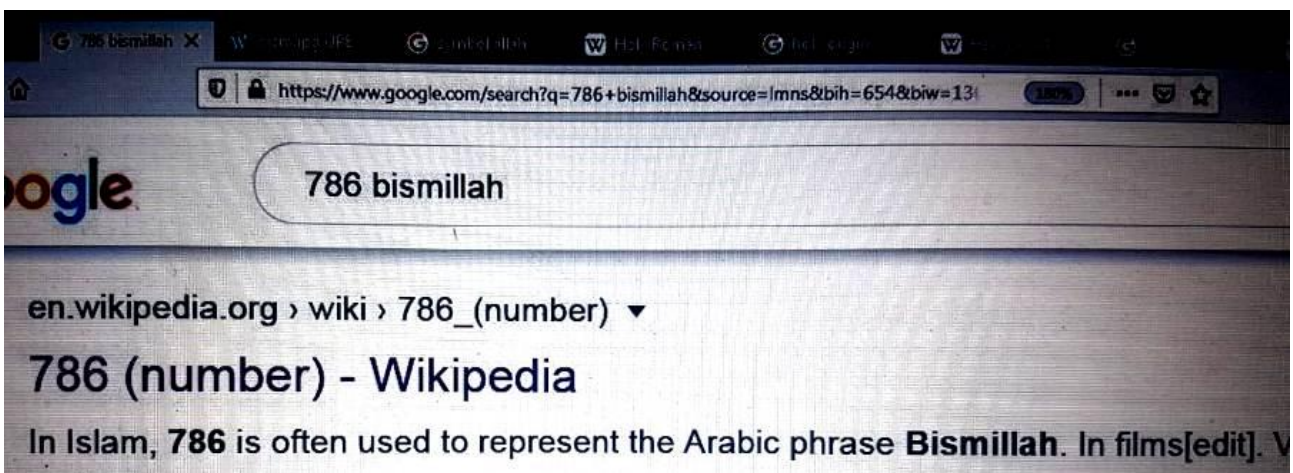 786 bismillah
https://www.google.com/search?q=786+bismillah&source=lmns&bih=654&biw=13
180%
ogle
786 bismillah
en.wikipedia.org › wiki › 786_(number)
786 (number) - Wikipedia
In Islam, 786 is often used to represent the Arabic phrase Bismillah. In films[edit]. V